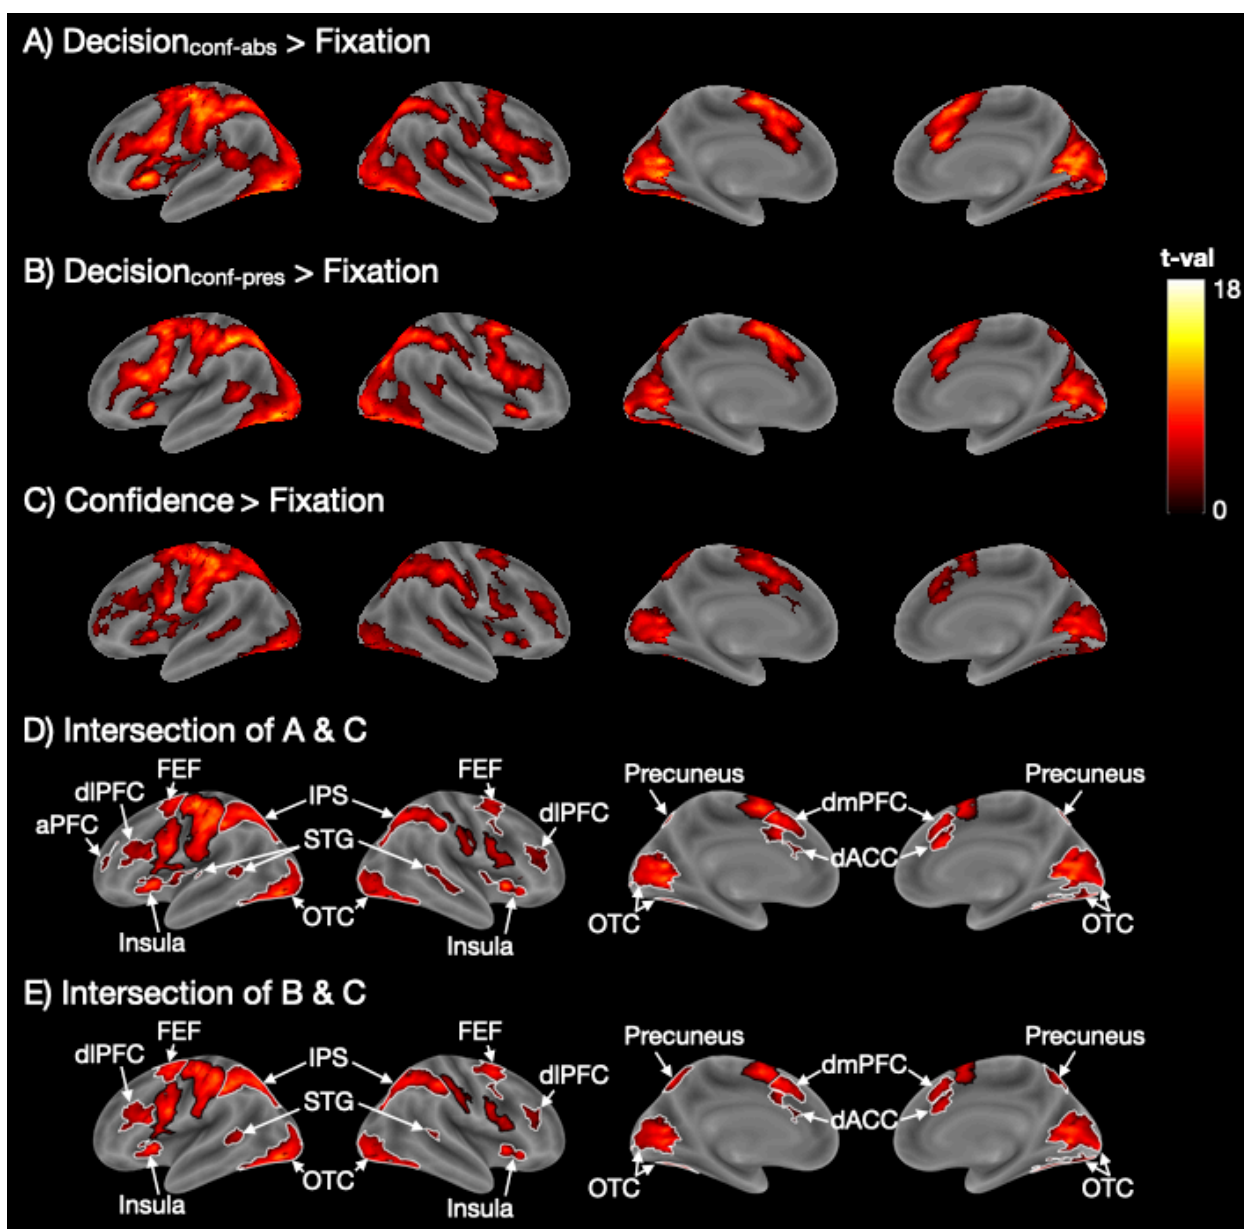 A) Decisionconf-abs > Fixation
B) Decisionconf-pres > Fixation
t-val
18
0
C) Confidence > Fixation
D) Intersection of A & C
FEF
dlPFC
aPFC
IPS
STG
OTC
Insula
FEF
dlPFC
Insula
Precuneus
dmPFC
dACC
OTC
Precuneus
OTC
E) Intersection of B & C
FEF
dlPFC
IPS
STG
OTC
Insula
FEF
dlPFC
Insula
Precuneus
dmPFC
dACC
OTC
Precuneus
OTC